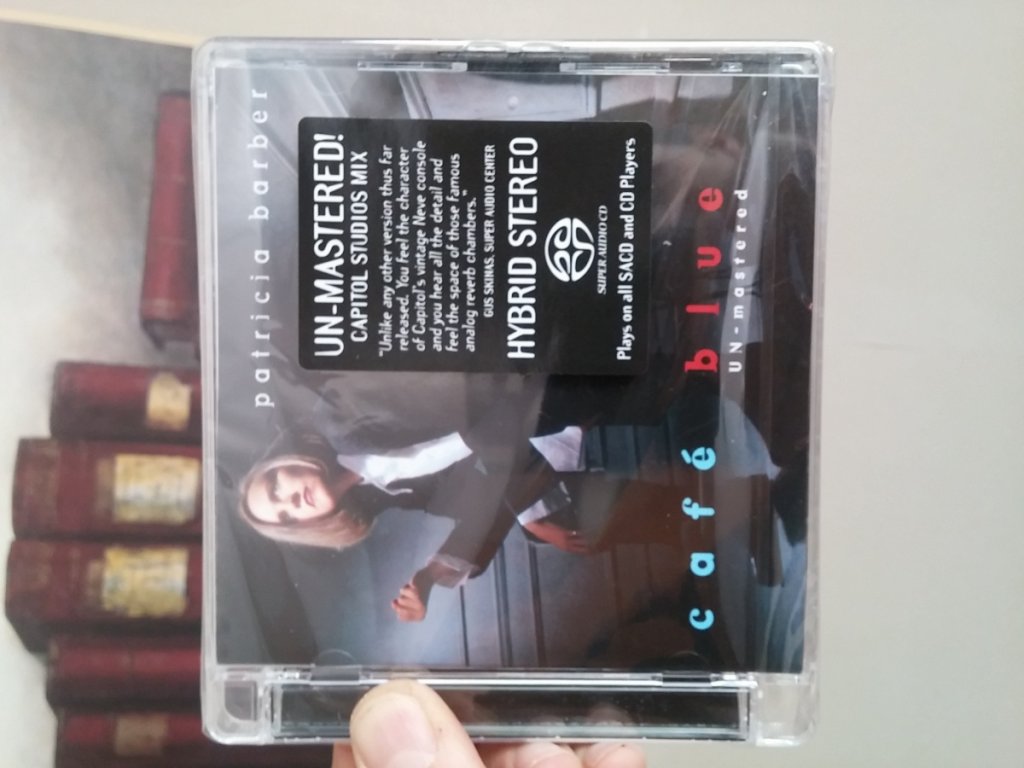 patricia barber
UN-MASTERED!
CAPITOL STUDIOS MIX
"Unlike any other version thus far
released. You feel the character
of Capitol's vintage Neve console
and you hear all the detail and
feel the space of those famous
analog reverb chambers."
GUS SKINAS, SUPER AUDIO CENTER
HYBRID STEREO
SUPER AUDIO CD
Plays on all SACD and CD Players
café blue
UN-mastered